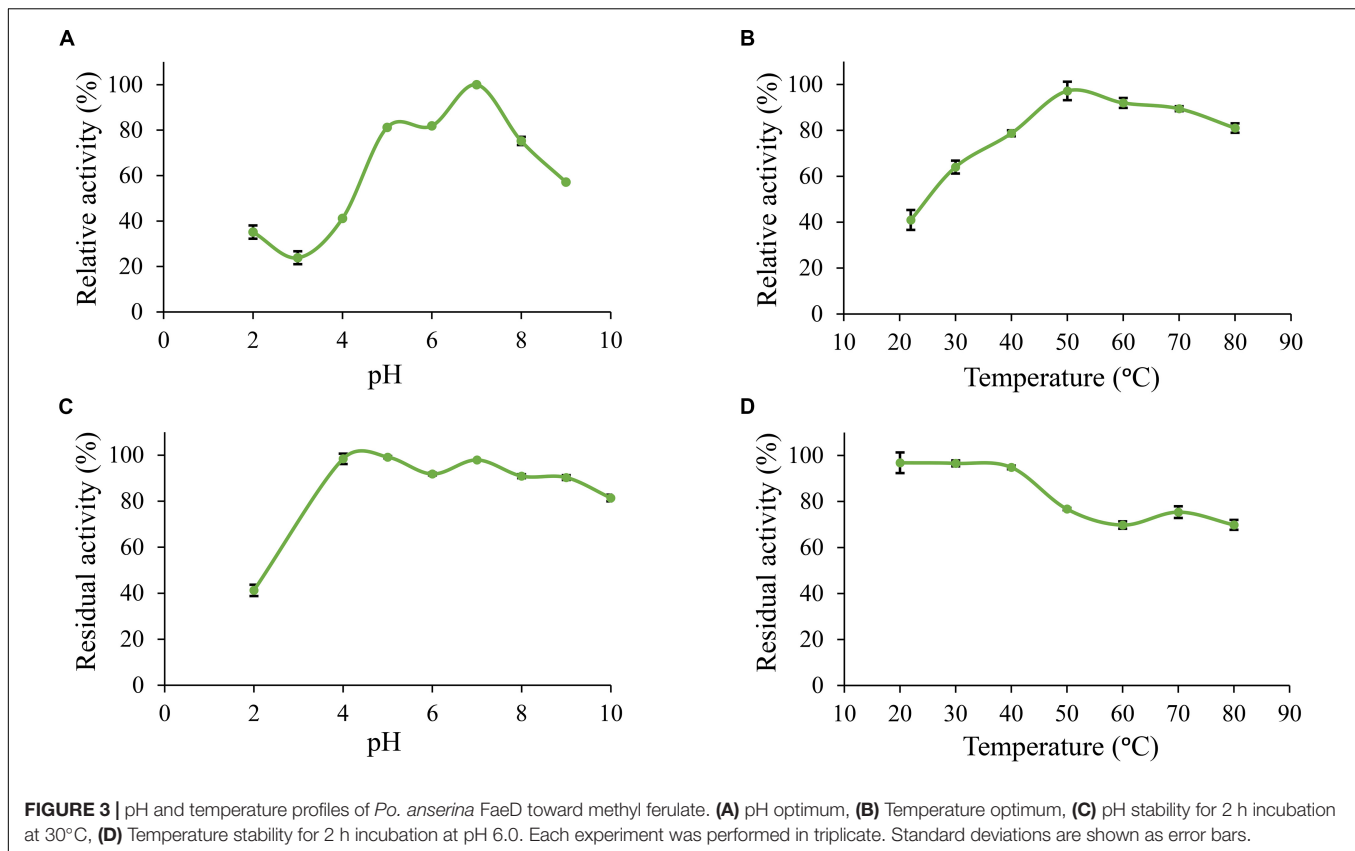 A
Relative activity (%)
100
80
60
40
20
0
0 2 4 6 8 10
pH
B
Relative activity (%)
100
80
60
40
20
0
10 20 30 40 50 60 70 80 90
Temperature (ºC)
C
Residual activity (%)
100
80
60
40
20
0
0 2 4 6 8 10
pH
D
Residual activity (%)
100
80
60
40
20
0
10 20 30 40 50 60 70 80 90
Temperature (ºC)
FIGURE 3 | pH and temperature profiles of Po. anserina FaeD toward methyl ferulate. (A) pH optimum, (B) Temperature optimum, (C) pH stability for 2 h incubation
at 30°C, (D) Temperature stability for 2 h incubation at pH 6.0. Each experiment was performed in triplicate. Standard deviations are shown as error bars.